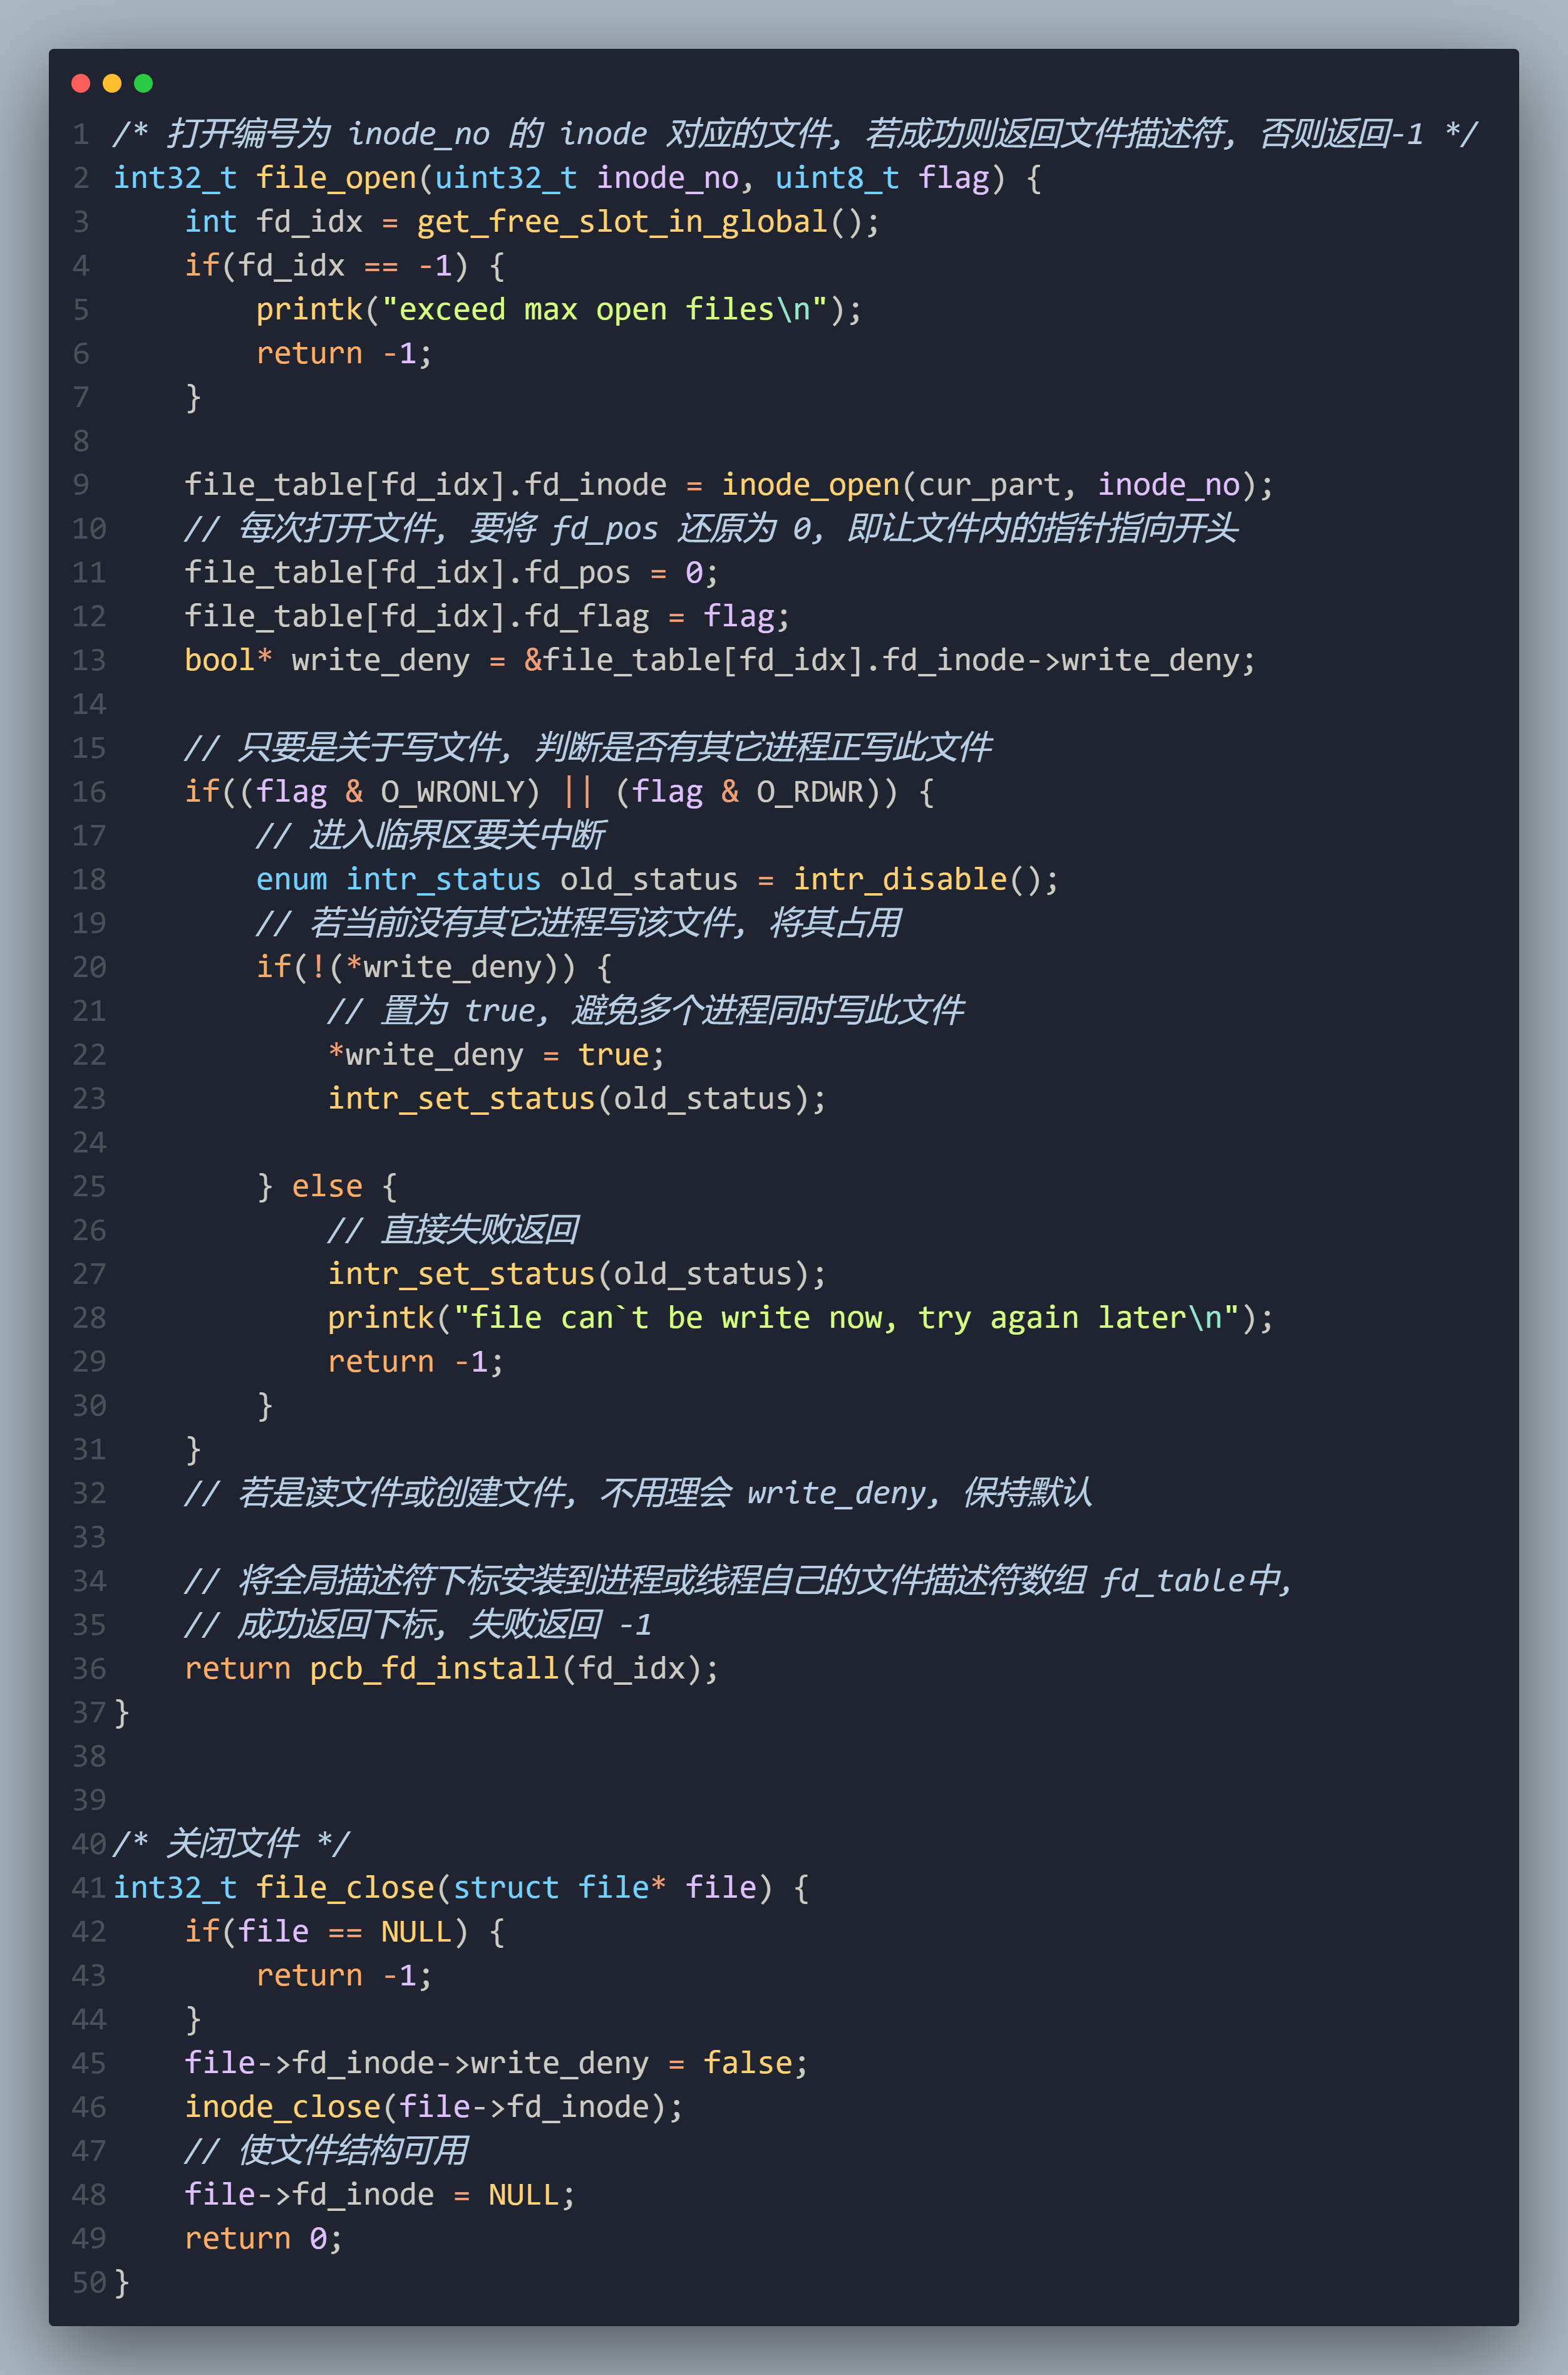 1 /* 打开编号为 inode_no 的 inode 对应的文件, 若成功则返回文件描述符, 否则返回-1 */
2 int32_t file_open(uint32_t inode_no, uint8_t flag) {
3     int fd_idx = get_free_slot_in_global();
4     if(fd_idx == -1) {
5         printk("exceed max open files\n");
6         return -1;
7     }
8
9     file_table[fd_idx].fd_inode = inode_open(cur_part, inode_no);
10     // 每次打开文件, 要将 fd_pos 还原为 0, 即让文件内的指针指向开头
11     file_table[fd_idx].fd_pos = 0;
12     file_table[fd_idx].fd_flag = flag;
13     bool* write_deny = &file_table[fd_idx].fd_inode->write_deny;
14
15     // 只要是关于写文件, 判断是否有其它进程正写此文件
16     if((flag & O_WRONLY) || (flag & O_RDWR)) {
17         // 进入临界区要关中断
18         enum intr_status old_status = intr_disable();
19         // 若当前没有其它进程写该文件, 将其占用
20         if(!(*write_deny)) {
21             // 置为 true, 避免多个进程同时写此文件
22             *write_deny = true;
23             intr_set_status(old_status);
24
25         } else {
26             // 直接失败返回
27             intr_set_status(old_status);
28             printk("file can`t be write now, try again later\n");
29             return -1;
30         }
31     }
32     // 若是读文件或创建文件, 不用理会 write_deny, 保持默认
33
34     // 将全局描述符下标安装到进程或线程自己的文件描述符数组 fd_table中,
35     // 成功返回下标, 失败返回 -1
36     return pcb_fd_install(fd_idx);
37 }
38
39
40 /* 关闭文件 */
41 int32_t file_close(struct file* file) {
42     if(file == NULL) {
43         return -1;
44     }
45     file->fd_inode->write_deny = false;
46     inode_close(file->fd_inode);
47     // 使文件结构可用
48     file->fd_inode = NULL;
49     return 0;
50 }